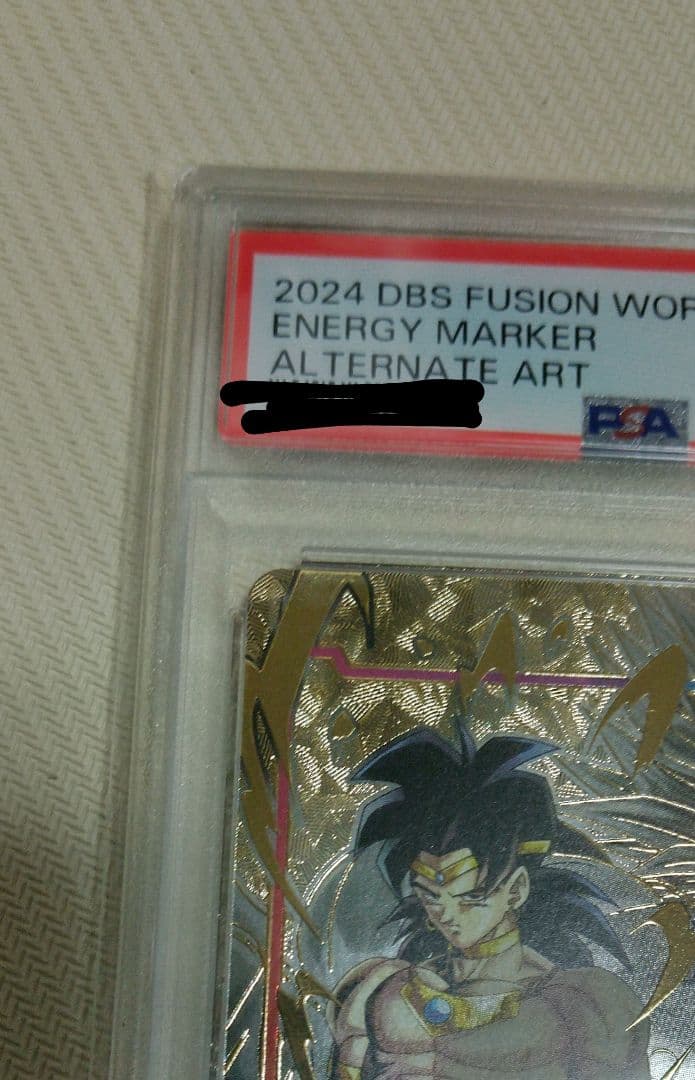 2024 DBS FUSION WOR
ENERGY MARKER
ALTERNATE ART
PSA